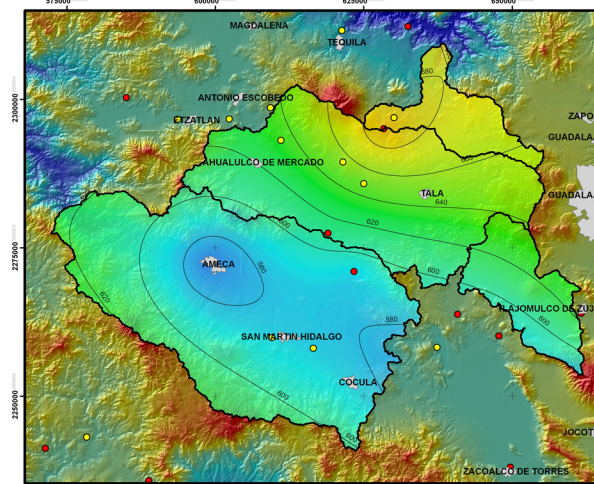 575000 600000 625000 650000
MAGDALENA
TEQUILA
580
2300000
ANTONIO ESCOBEDO
ETZATLAN
ZAPO
GUADALA
AHUALULCO DE MERCADO
TALA
GUADALA
640
620
600
2275000
AMECA
580
600
620
TLAJOMULCO DE ZUÑ
600
580
SAN MARTIN HIDALGO
COCULA
2250000
600
600
JOCOT
ZACOALCO DE TORRES